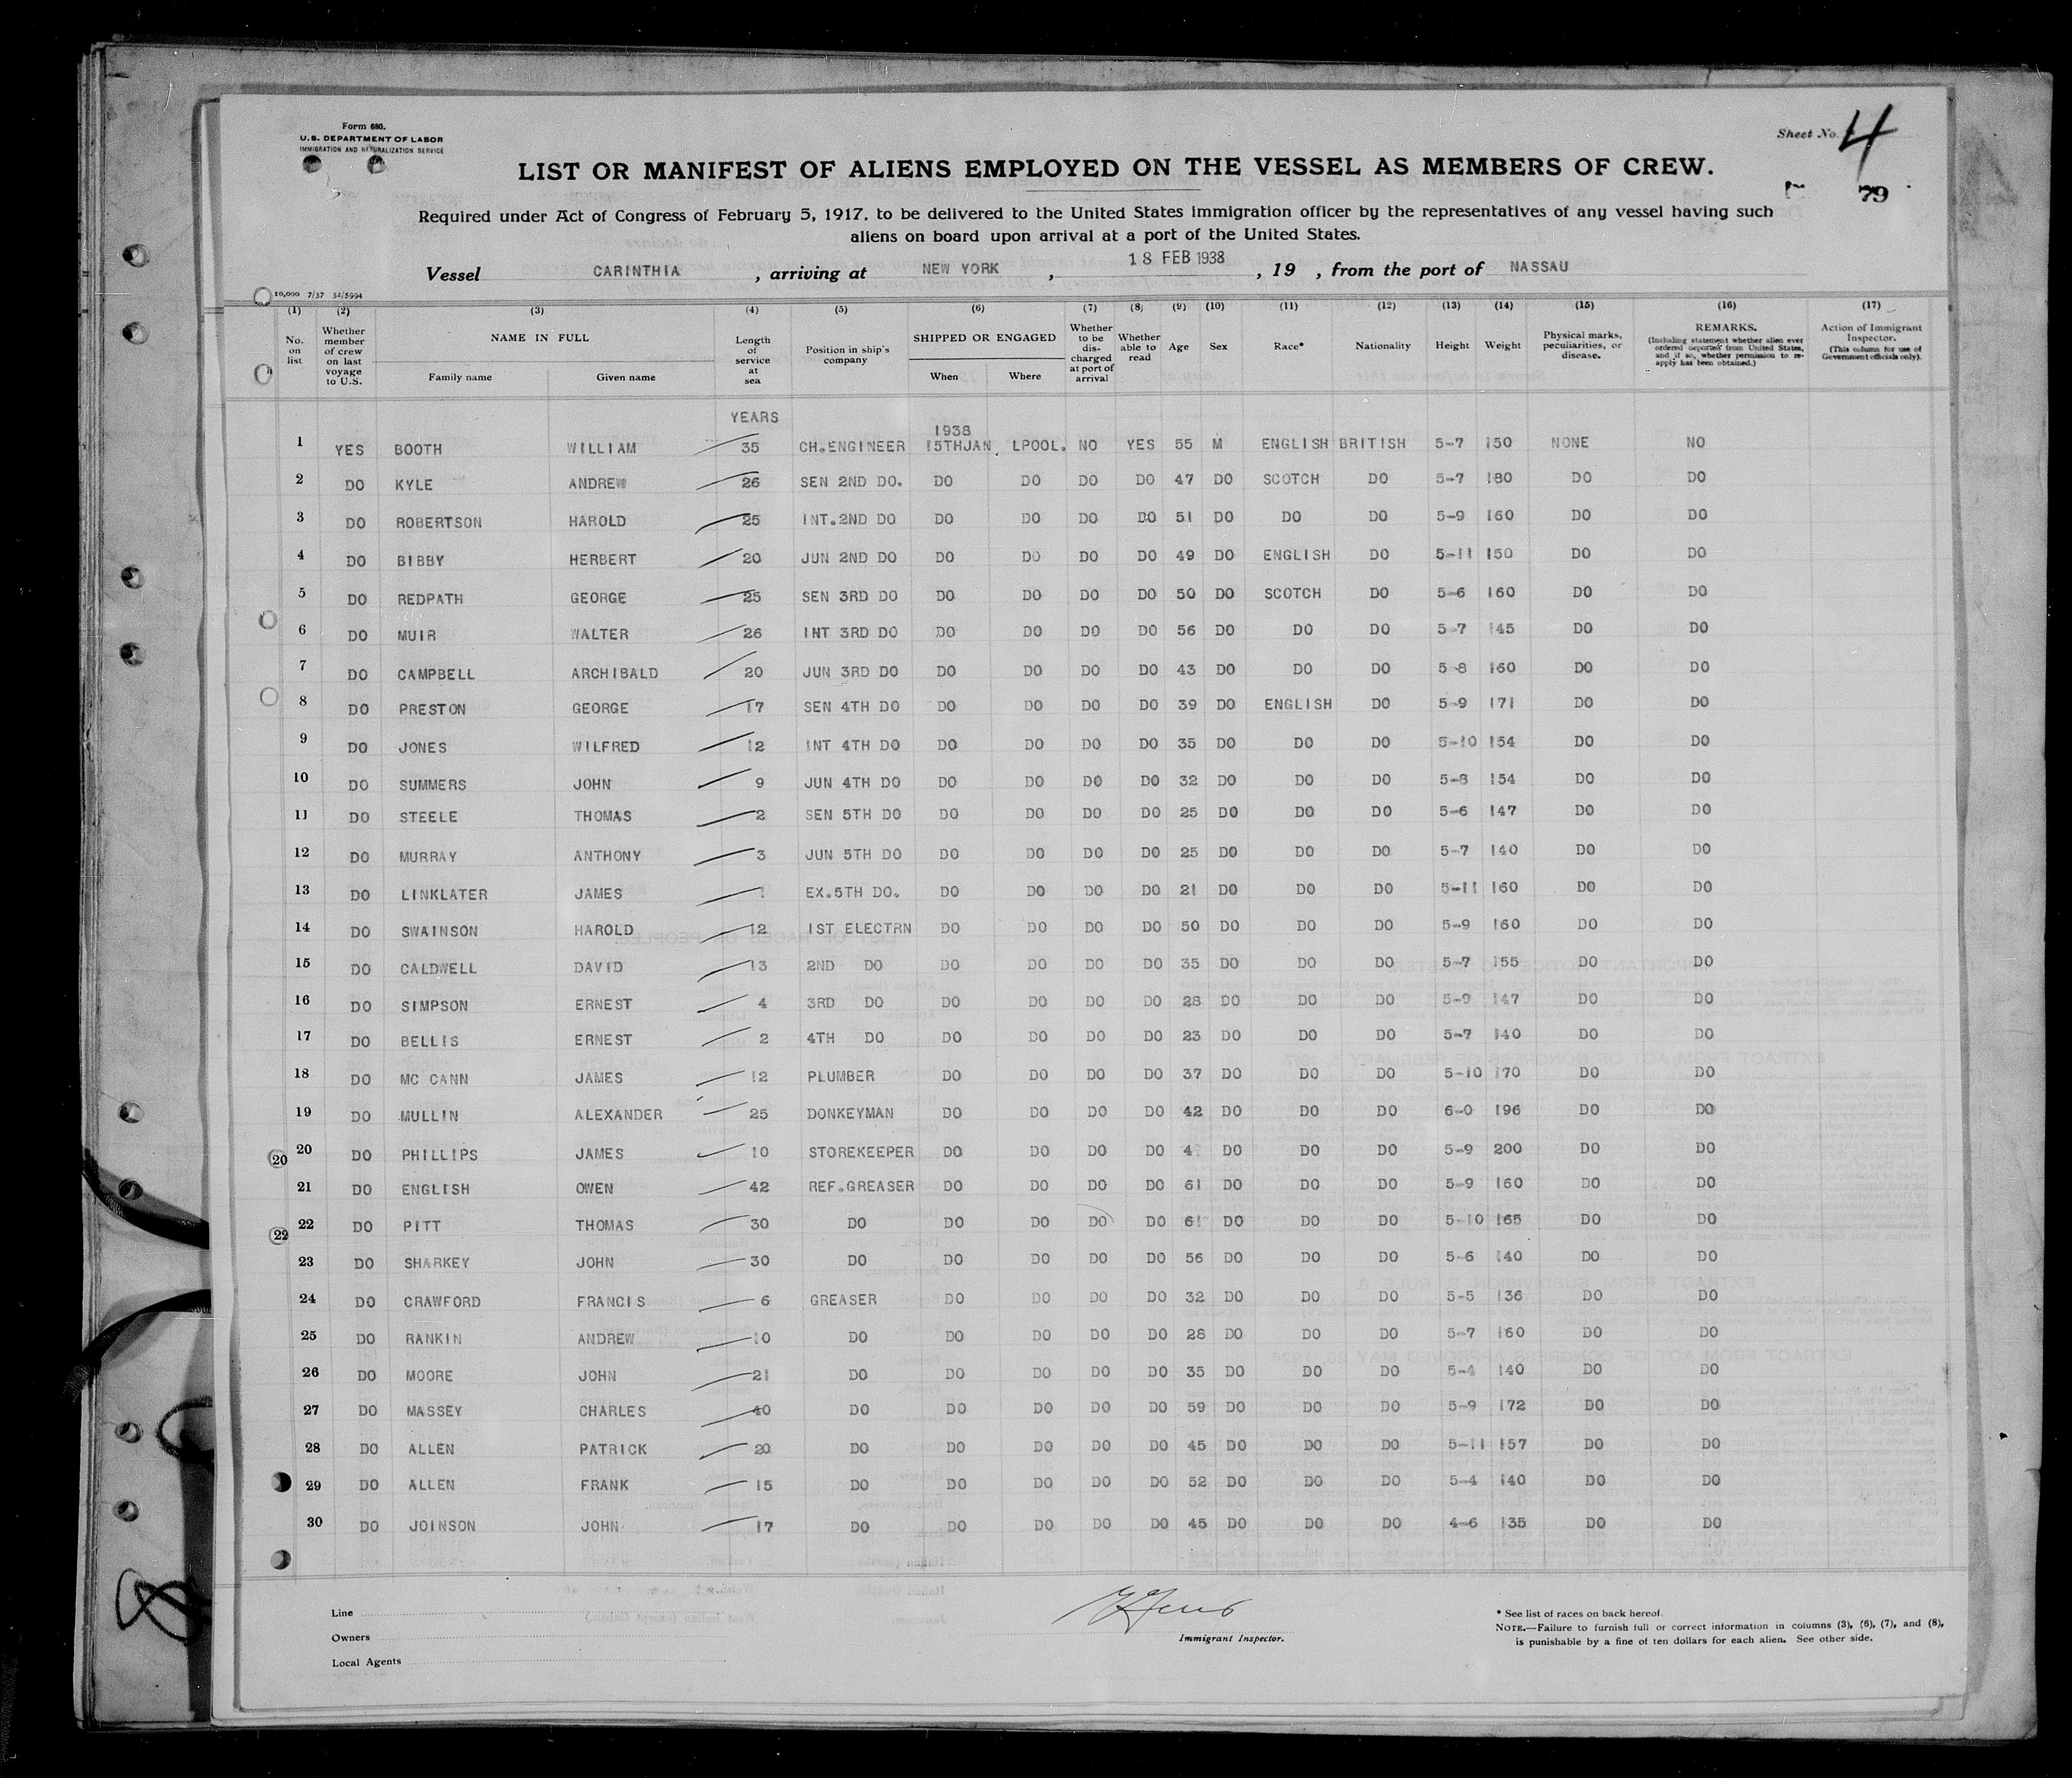 Form 680.
U.S. DEPARTMENT OF LABOR
IMMIGRATION AND NATURALIZATION SERVICE
Sheet No. 4
79
LIST OR MANIFEST OF ALIENS EMPLOYED ON THE VESSEL AS MEMBERS OF CREW.
Required under Act of Congress of February 5, 1917, to be delivered to the United States immigration officer by the representatives of any vessel having such
aliens on board upon arrival at a port of the United States.
Vessel CARINTHIA , arriving at NEW YORK , 18 FEB 1938 , 19 , from the port of NASSAU
10,000 7/37 32/5994
(1) (2) (3) (4) (5) (6) (7) (8) (9) (10) (11) (12) (13) (14) (15) (16) (17)
No. on list
Whether member of crew on last voyage to U.S.
NAME IN FULL
Family name
Given name
Length of service at sea
Position in ship's company
SHIPPED OR ENGAGED
When
Where
Whether to be discharged at port of arrival
Whether able to read
Age
Sex
Race*
Nationality
Height
Weight
Physical marks, peculiarities, or disease.
REMARKS.
(Including statement whether alien ever ordered deported from United States, and if so, whether permission to reapply has been obtained.)
Action of Immigrant Inspector.
(This column for use of Government officials only).
YEARS
1938
1 YES BOOTH WILLIAM 35 CH.ENGINEER 15THJAN LPOOL. NO YES 55 M ENGLISH BRITISH 5-7 150 NONE NO
2 DO KYLE ANDREW 26 SEN 2ND DO. DO DO DO DO 47 DO SCOTCH DO 5-7 180 DO DO
3 DO ROBERTSON HAROLD 25 INT.2ND DO DO DO DO DO 51 DO DO DO 5-9 160 DO DO
4 DO BIBBY HERBERT 20 JUN 2ND DO DO DO DO DO 49 DO ENGLISH DO 5-11 150 DO DO
5 DO REDPATH GEORGE 25 SEN 3RD DO DO DO DO DO 50 DO SCOTCH DO 5-6 160 DO DO
6 DO MUIR WALTER 26 INT 3RD DO DO DO DO DO 56 DO DO DO 5-7 145 DO DO
7 DO CAMPBELL ARCHIBALD 20 JUN 3RD DO DO DO DO DO 43 DO DO DO 5-8 160 DO DO
8 DO PRESTON GEORGE 17 SEN 4TH DO DO DO DO DO 39 DO ENGLISH DO 5-9 171 DO DO
9 DO JONES WILFRED 12 INT 4TH DO DO DO DO DO 35 DO DO DO 5-10 154 DO DO
10 DO SUMMERS JOHN 9 JUN 4TH DO DO DO DO DO 32 DO DO DO 5-8 154 DO DO
11 DO STEELE THOMAS 2 SEN 5TH DO DO DO DO DO 25 DO DO DO 5-6 147 DO DO
12 DO MURRAY ANTHONY 3 JUN 5TH DO DO DO DO DO 25 DO DO DO 5-7 140 DO DO
13 DO LINKLATER JAMES EX.5TH DO. DO DO DO DO 21 DO DO DO 5-11 160 DO DO
14 DO SWAINSON HAROLD 12 1ST ELECTRN DO DO DO DO 50 DO DO DO 5-9 160 DO DO
15 DO CALDWELL DAVID 13 2ND DO DO DO DO DO 35 DO DO DO 5-7 155 DO DO
16 DO SIMPSON ERNEST 4 3RD DO DO DO DO DO 28 DO DO DO 5-9 147 DO DO
17 DO BELLIS ERNEST 2 4TH DO DO DO DO DO 23 DO DO DO 5-7 140 DO DO
18 DO MC CANN JAMES 12 PLUMBER DO DO DO DO 37 DO DO DO 5-10 170 DO DO
19 DO MULLIN ALEXANDER 25 DONKEYMAN DO DO DO DO 42 DO DO DO 6-0 196 DO DO
20 20 DO PHILLIPS JAMES 10 STOREKEEPER DO DO DO DO DO DO DO 5-9 200 DO DO
21 DO ENGLISH OWEN 42 REF.GREASER DO DO DO DO 61 DO DO DO 5-9 160 DO DO
22 22 DO PITT THOMAS 30 DO DO DO DO DO 61 DO DO DO 5-10 165 DO DO
23 DO SHARKEY JOHN 30 DO DO DO DO DO 56 DO DO DO 5-6 140 DO DO
24 DO CRAWFORD FRANCIS 6 GREASER DO DO DO DO 32 DO DO DO 5-5 136 DO DO
25 DO RANKIN ANDREW 10 DO DO DO DO DO 28 DO DO DO 5-7 160 DO DO
26 DO MOORE JOHN 21 DO DO DO DO DO 35 DO DO DO 5-4 140 DO DO
27 DO MASSEY CHARLES 40 DO DO DO DO DO 59 DO DO DO 5-9 172 DO DO
28 DO ALLEN PATRICK 20 DO DO DO DO DO 45 DO DO DO 5-11 157 DO DO
29 DO ALLEN FRANK 15 DO DO DO DO DO 52 DO DO DO 5-4 140 DO DO
30 DO JOINSON JOHN 17 DO DO DO DO DO 45 DO DO DO 4-6 135 DO DO
Line
Owners
Local Agents
Immigrant Inspector.
* See list of races on back hereof.
NOTE.—Failure to furnish full or correct information in columns (3), (6), (7), and (8),
is punishable by a fine of ten dollars for each alien. See other side.